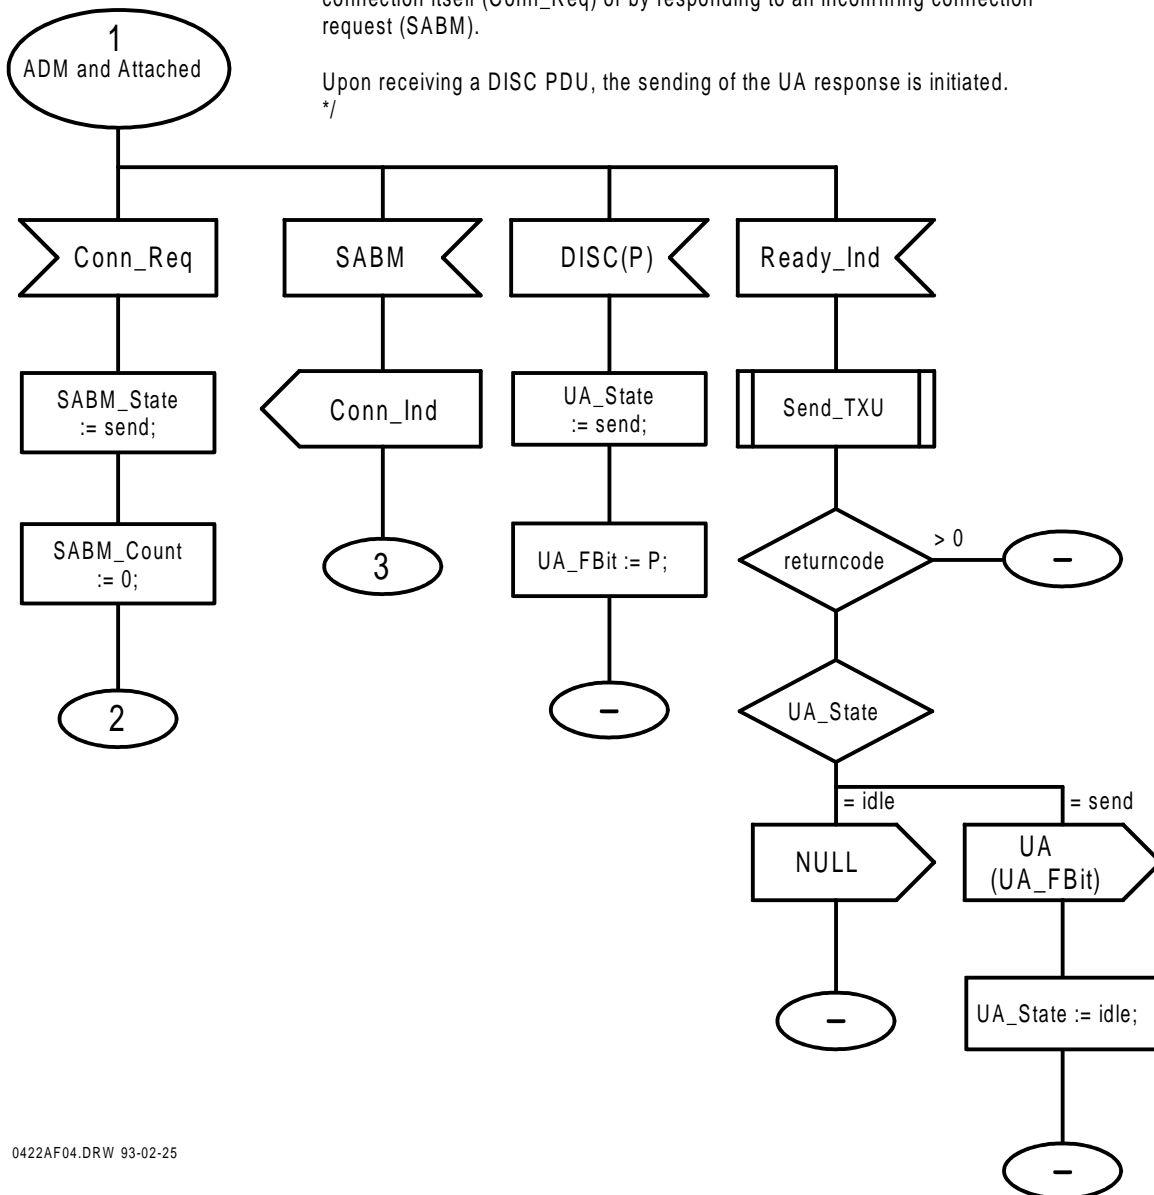 connection itself (Conn_Req) or by responding to an incomming connection
request (SABM).
Upon receiving a DISC PDU, the sending of the UA response is initiated.
*/
1
ADM and Attached
Conn_Req
SABM
DISC(P)
Ready_Ind
SABM_State
:= send;
Conn_Ind
UA_State
:= send;
Send_TXU
SABM_Count
:= 0;
3
UA_FBit := P;
returncode
> 0
–
2
–
UA_State
= idle
= send
NULL
UA
(UA_FBit)
–
UA_State := idle;
–
0422AF04.DRW 93-02-25